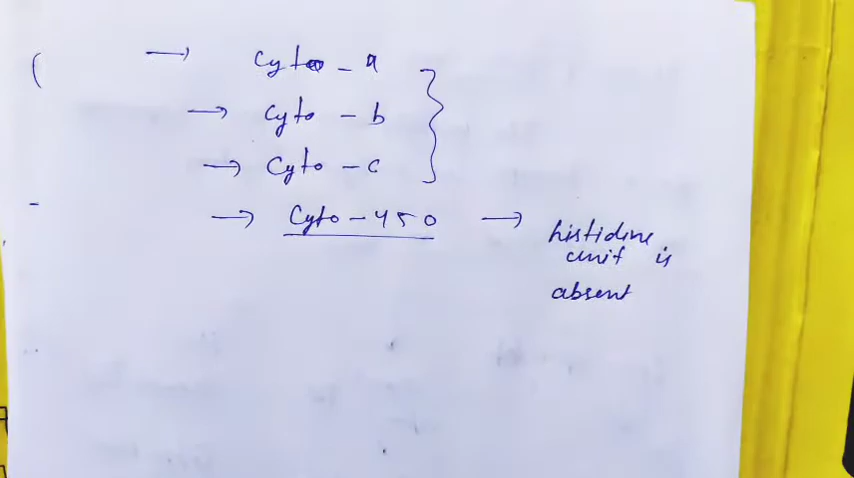 → Cyto - a
→ Cyto - b
→ Cyto - c
→ Cyto - 450 → histidine
unit is
absent